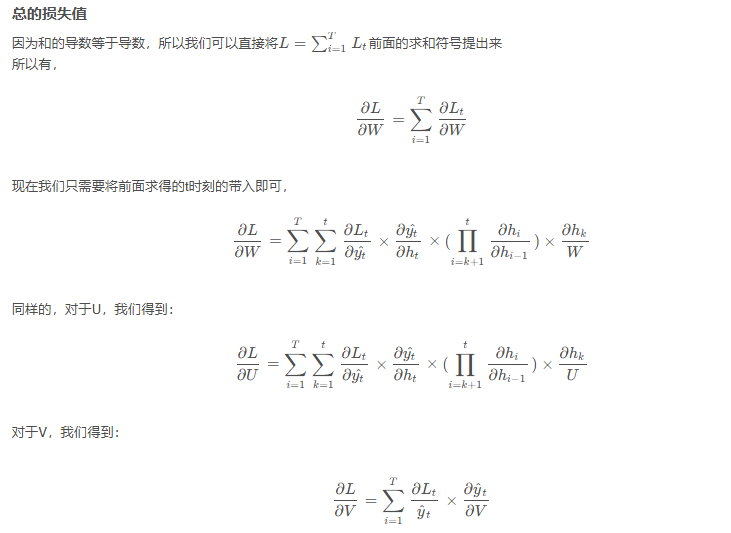 总的损失值
因为和的导数等于导数，所以我们可以直接将$L = \sum_{i=1}^{T} L_t$前面的求和符号提出来
所以有，
$$\frac{\partial L}{\partial W} = \sum_{i=1}^{T} \frac{\partial L_t}{\partial W}$$
现在我们只需要将前面求得的t时刻的带入即可，
$$\frac{\partial L}{\partial W} = \sum_{i=1}^{T} \sum_{k=1}^{t} \frac{\partial L_t}{\partial \hat{y_t}} \times \frac{\partial \hat{y_t}}{\partial h_t} \times ( \prod_{i=k+1}^{t} \frac{\partial h_i}{\partial h_{i-1}} ) \times \frac{\partial h_k}{W}$$
同样的，对于U，我们得到：
$$\frac{\partial L}{\partial U} = \sum_{i=1}^{T} \sum_{k=1}^{t} \frac{\partial L_t}{\partial \hat{y_t}} \times \frac{\partial \hat{y_t}}{\partial h_t} \times ( \prod_{i=k+1}^{t} \frac{\partial h_i}{\partial h_{i-1}} ) \times \frac{\partial h_k}{U}$$
对于V，我们得到：
$$\frac{\partial L}{\partial V} = \sum_{i=1}^{T} \frac{\partial L_t}{\hat{y}_t} \times \frac{\partial \hat{y}_t}{\partial V}$$